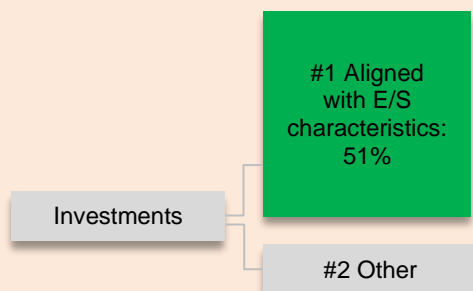 #1 Aligned
with E/S
characteristics:
51%
Investments
#2 Other